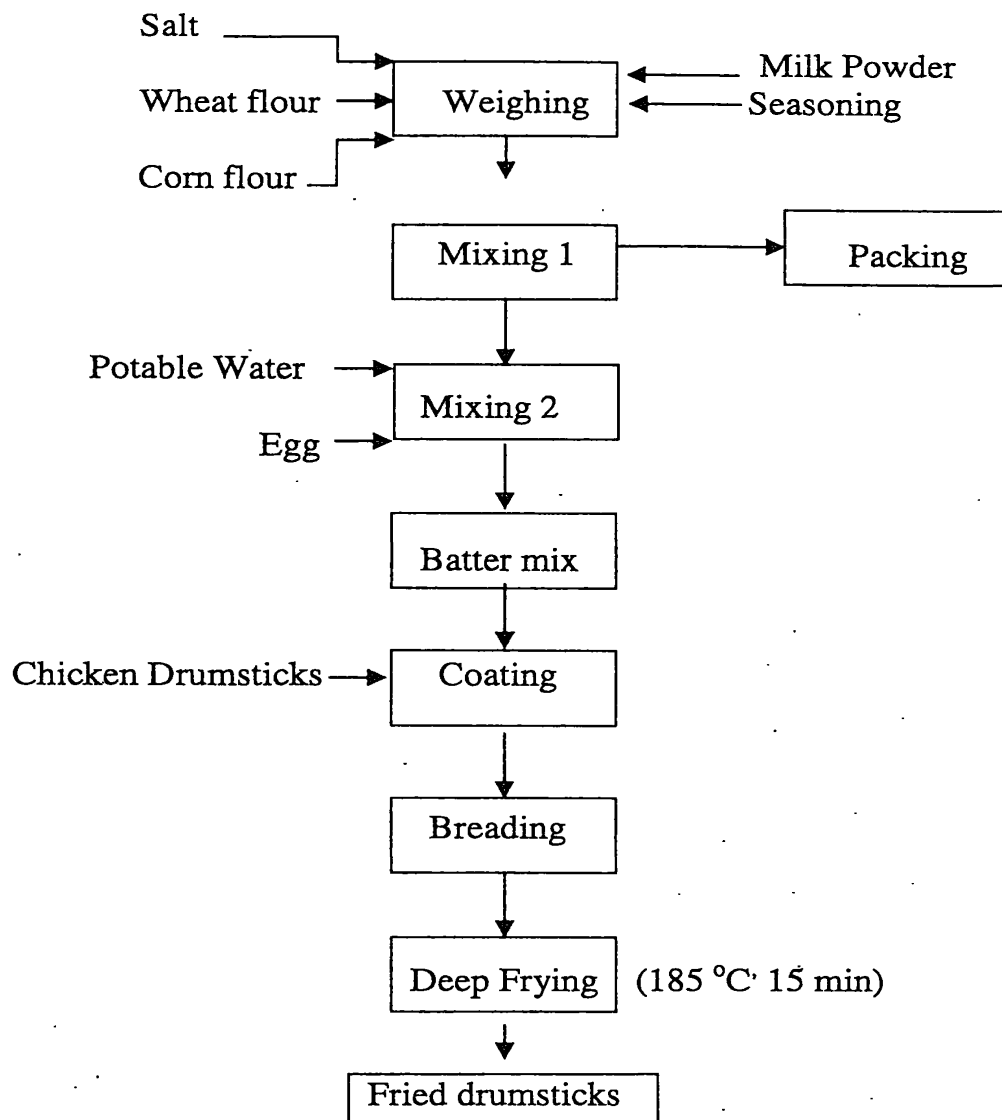 Salt
Milk Powder
Wheat flour
Weighing
Seasoning
Corn flour
Mixing 1
Packing
Potable Water
Mixing 2
Egg
Batter mix
Chicken Drumsticks
Coating
Breading
Deep Frying (185 °C, 15 min)
Fried drumsticks